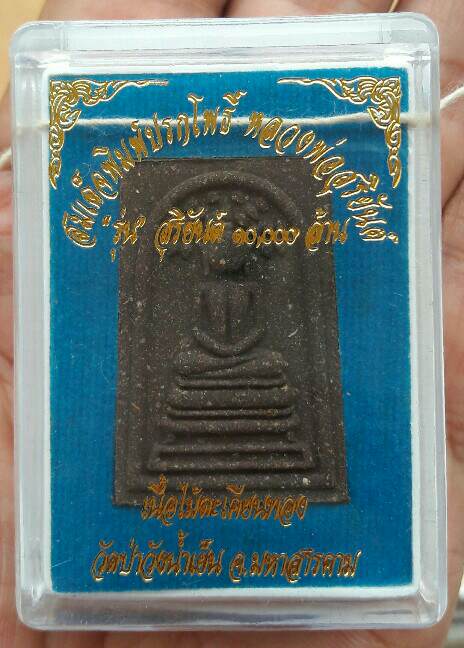 สมเด็จพิมพ์ปรกโพธิ์ หลวงพ่อสุริยันต์
"รุ่น" สุริยันต์ ๑๐,๐๐๐ ล้าน
เนื้อไม้ตะเคียนทอง
วัดป่าวังน้ำเย็น จ.มหาสารคาม